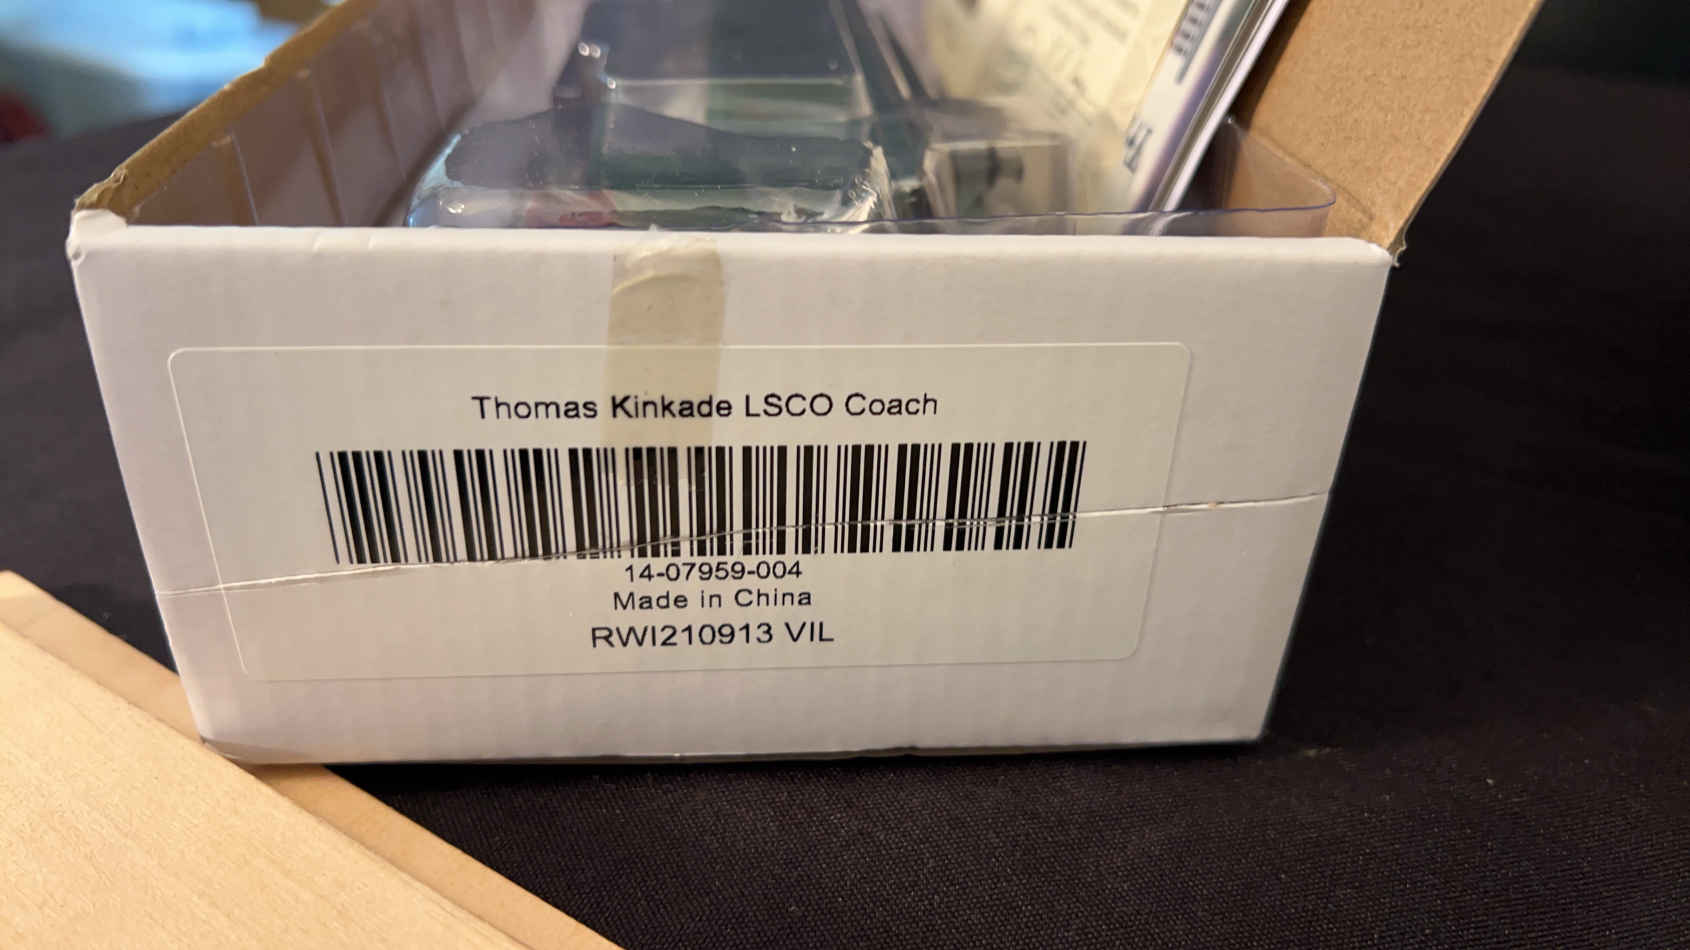 Thomas Kinkade LSCO Coach
14-07959-004
Made in China
RWI210913 VIL